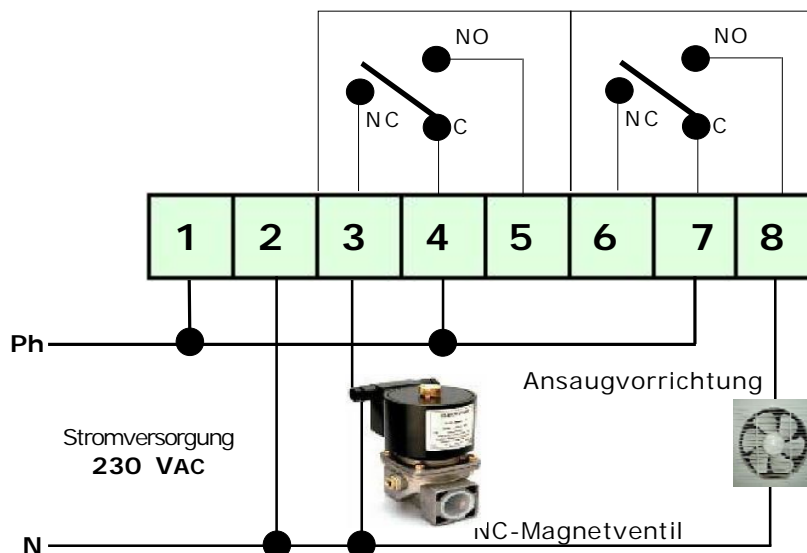 NO
NO
NC
C
NC
C
1 2 3 4 5 6 7 8
Ph
Ansaugvorrichtung
Stromversorgung
230 VAC
NC-Magnetventil
N